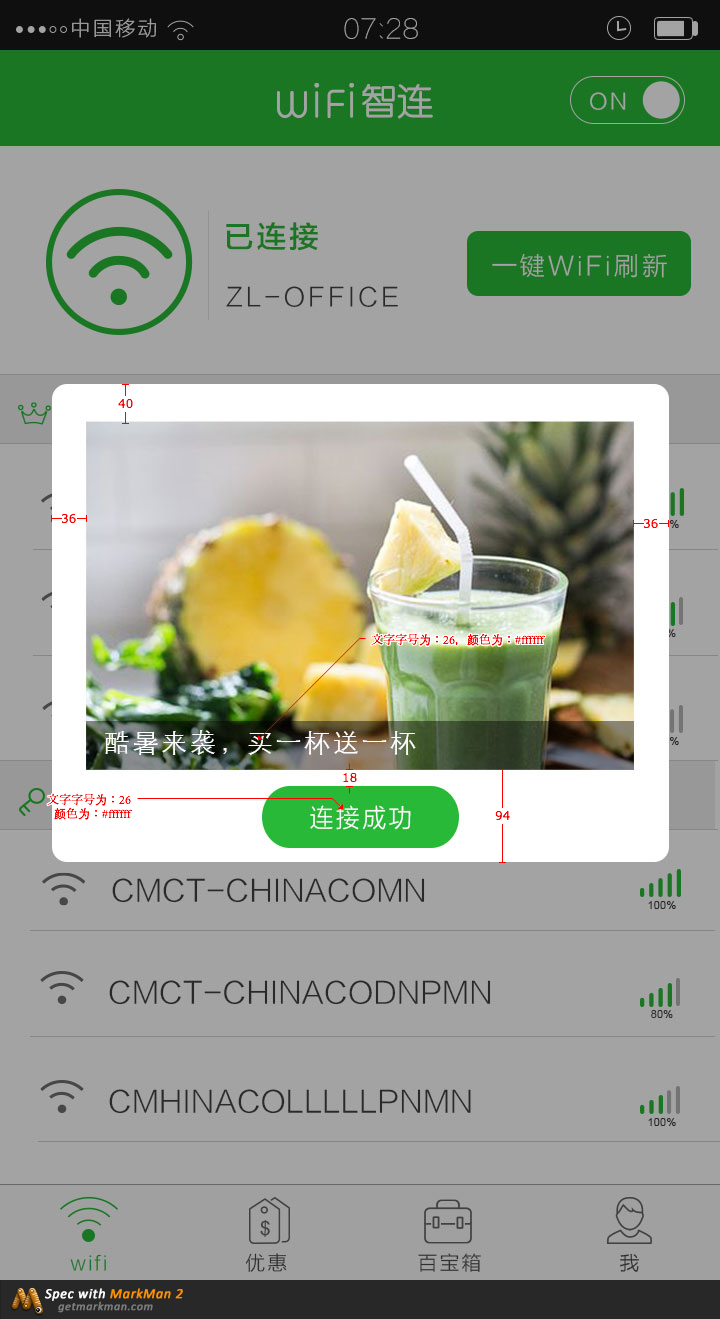 中国移动
07:28
WiFi智连
ON
已连接
ZL-OFFICE
一键WiFi刷新
40
36
36
%
%
%
文字字号为：26，颜色为：#ffffff
酷暑来袭，买一杯送一杯
18
文字字号为：26
颜色为：#ffffff
连接成功
94
CMCT-CHINACOMN
100%
CMCT-CHINACODNPMN
80%
CMHINACOLLLLLPNMN
100%
$
wifi
优惠
百宝箱
我
Spec with MarkMan 2
getmarkman.com